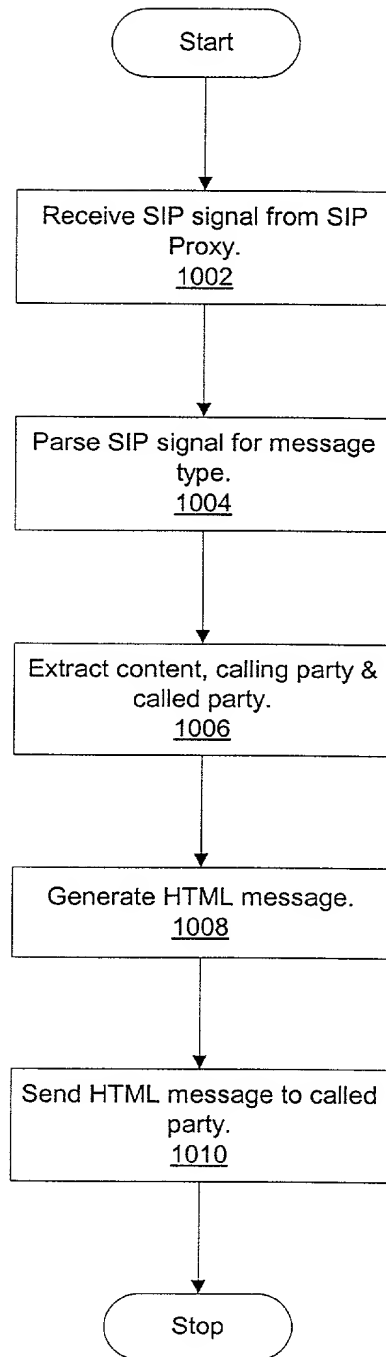 Start
Receive SIP signal from SIP
Proxy.
1002
Parse SIP signal for message
type.
1004
Extract content, calling party &
called party.
1006
Generate HTML message.
1008
Send HTML message to called
party.
1010
Stop